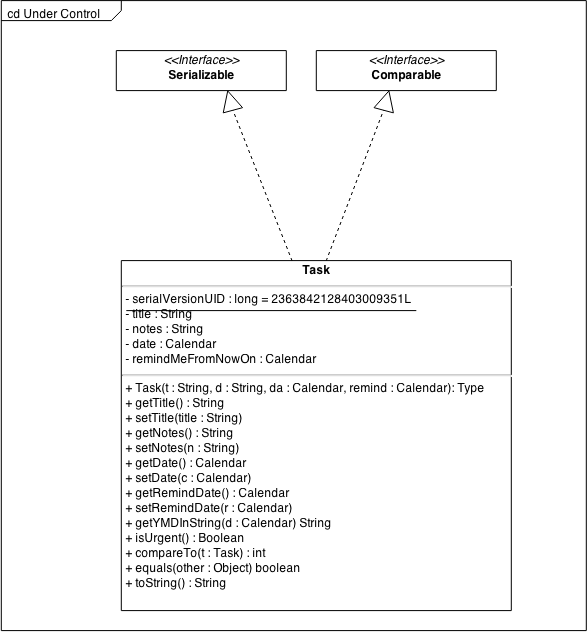 cd Under Control
<<Interface>>
Serializable
<<Interface>>
Comparable
Task
- serialVersionUID : long = 2363842128403009351L
- title : String
- notes : String
- date : Calendar
- remindMeFromNowOn : Calendar
+ Task(t : String, d : String, da : Calendar, remind : Calendar): Type
+ getTitle() : String
+ setTitle(title : String)
+ getNotes() : String
+ setNotes(n : String)
+ getDate() : Calendar
+ setDate(c : Calendar)
+ getRemindDate() : Calendar
+ setRemindDate(r : Calendar)
+ getYMDInString(d : Calendar) String
+ isUrgent() : Boolean
+ compareTo(t : Task) : int
+ equals(other : Object) boolean
+ toString() : String